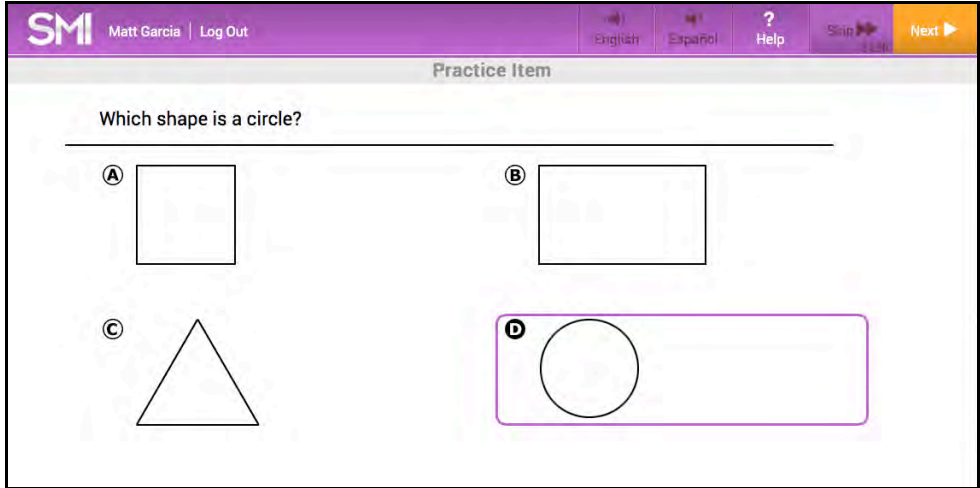 SMI Matt Garcia | Log Out English Español ? Help Skip Next
Practice Item
Which shape is a circle?
A B
C D